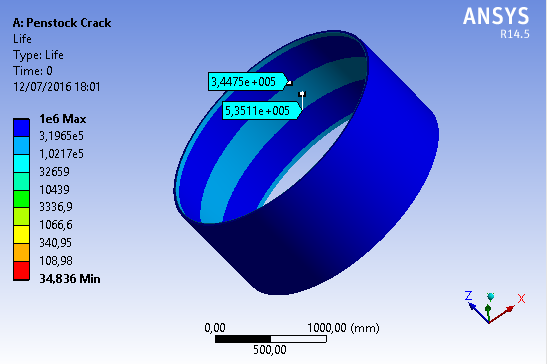 A: Penstock Crack
Life
Type: Life
Time: 0
12/07/2016 18:01
ANSYS
R14.5
1e6 Max
3,1965e5
1,0217e5
32659
10439
3336,9
1066,6
340,95
108,98
34,836 Min
3,4475e+005
5,3511e+005
0,00
1000,00 (mm)
500,00
Z
Y
X